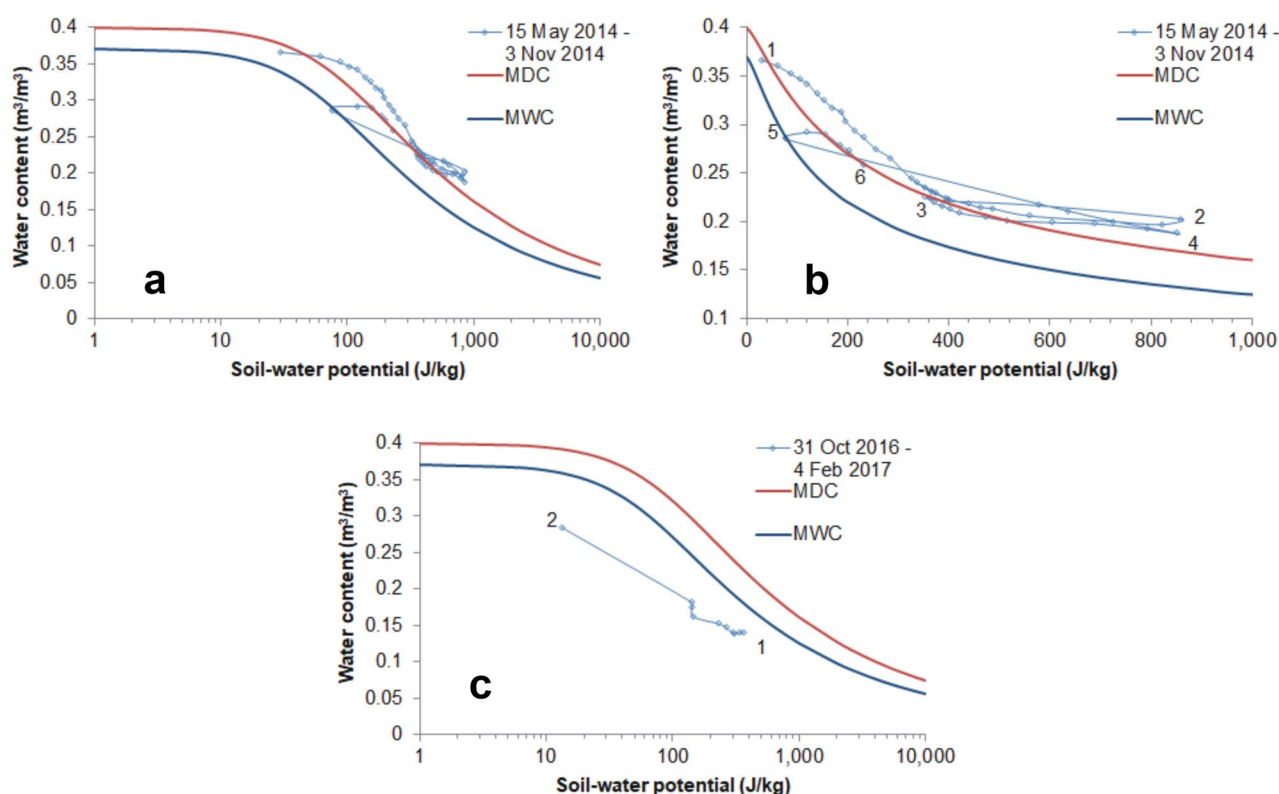 0.4
0.35
0.3
0.25
0.2
0.15
0.1
0.05
0
Water content (m³/m³)
1
10
100
1,000
10,000
Soil-water potential (J/kg)
15 May 2014 -
3 Nov 2014
MDC
MWC
a
0.4
0.35
0.3
0.25
0.2
0.15
0.1
Water content (m³/m³)
0
200
400
600
800
1,000
Soil-water potential (J/kg)
15 May 2014 -
3 Nov 2014
MDC
MWC
1
5
6
3
2
4
b
0.4
0.35
0.3
0.25
0.2
0.15
0.1
0.05
0
Water content (m³/m³)
1
10
100
1,000
10,000
Soil-water potential (J/kg)
31 Oct 2016 -
4 Feb 2017
MDC
MWC
2
1
c